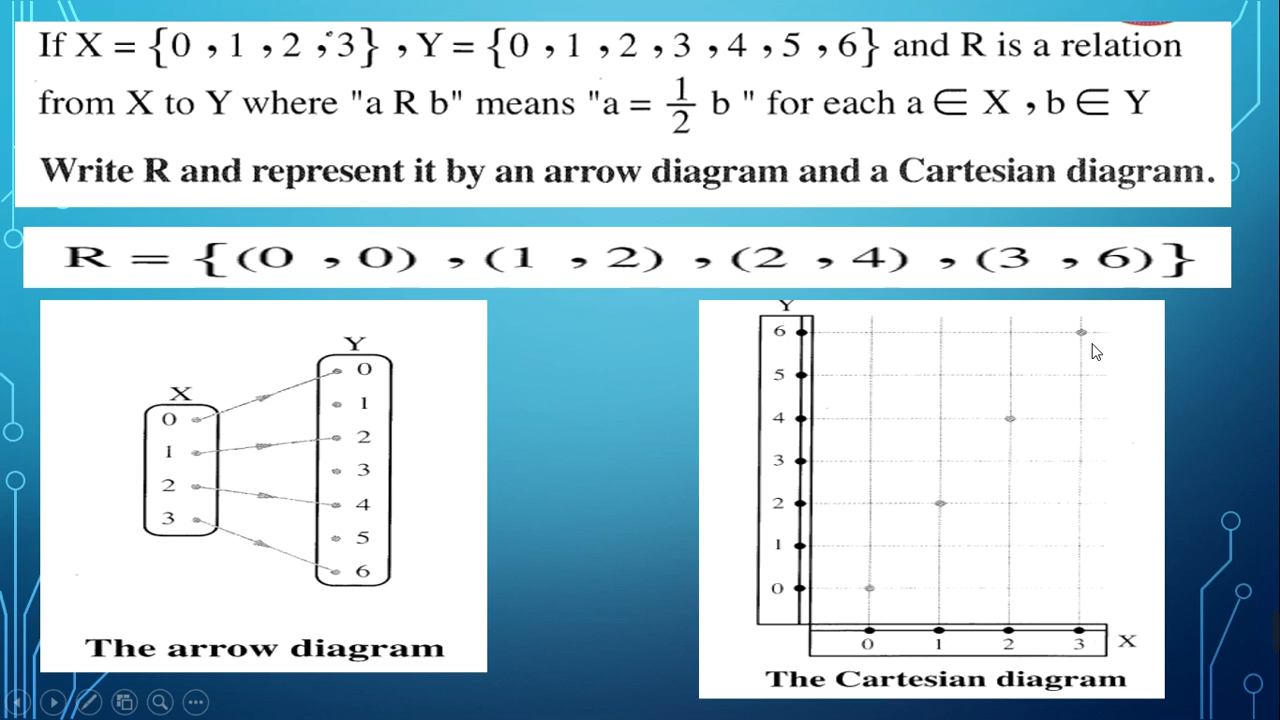 If X = {0 , 1 , 2 , 3} , Y = {0 , 1 , 2 , 3 , 4 , 5 , 6} and R is a relation
from X to Y where "a R b" means "a = 1/2 b " for each a ∈ X , b ∈ Y
Write R and represent it by an arrow diagram and a Cartesian diagram.
R = {(0 , 0) , (1 , 2) , (2 , 4) , (3 , 6)}
X
0
1
2
3
Y
0
1
2
3
4
5
6
The arrow diagram
Y
6
5
4
3
2
1
0
0 1 2 3 X
The Cartesian diagram